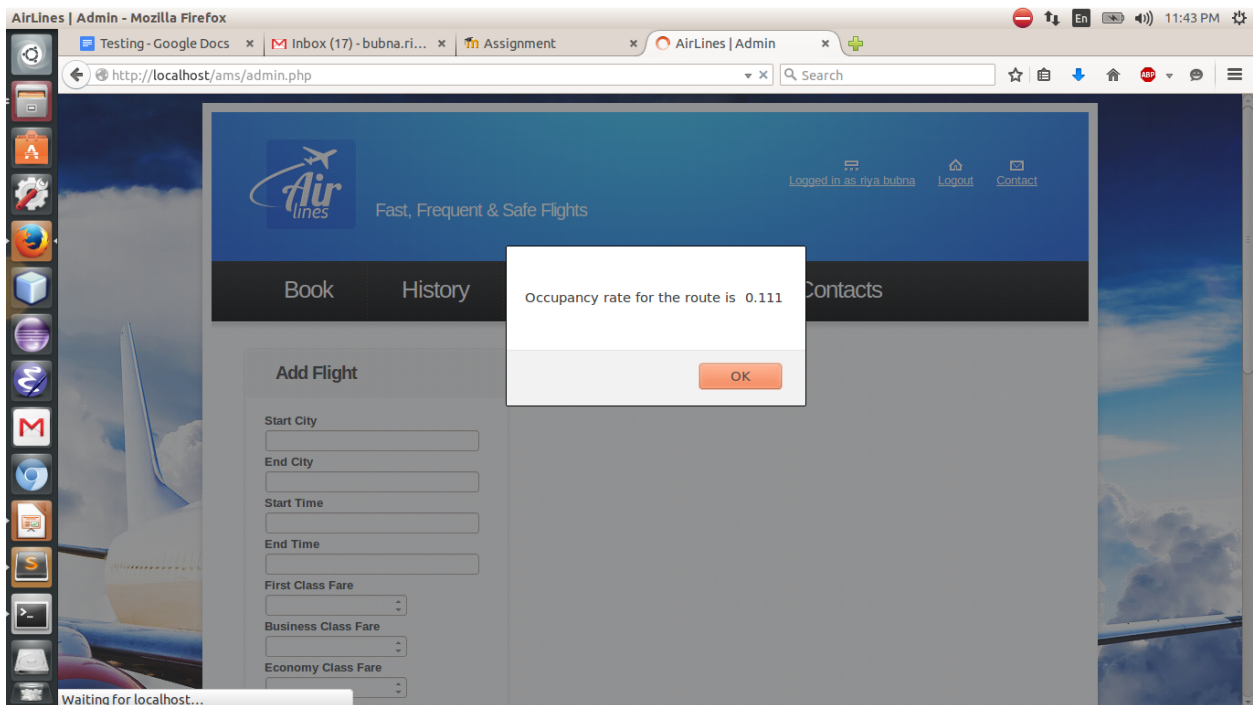 AirLines | Admin - Mozilla Firefox
En
11:43 PM
Testing - Google Docs
Inbox (17) - bubna.ri...
Assignment
AirLines | Admin
http://localhost/ams/admin.php
Search
ABP
Air
lines
Fast, Frequent & Safe Flights
Logged in as riya bubna
Logout
Contact
Book
History
Contacts
Occupancy rate for the route is 0.111
OK
Add Flight
Start City
End City
Start Time
End Time
First Class Fare
Business Class Fare
Economy Class Fare
Waiting for localhost...